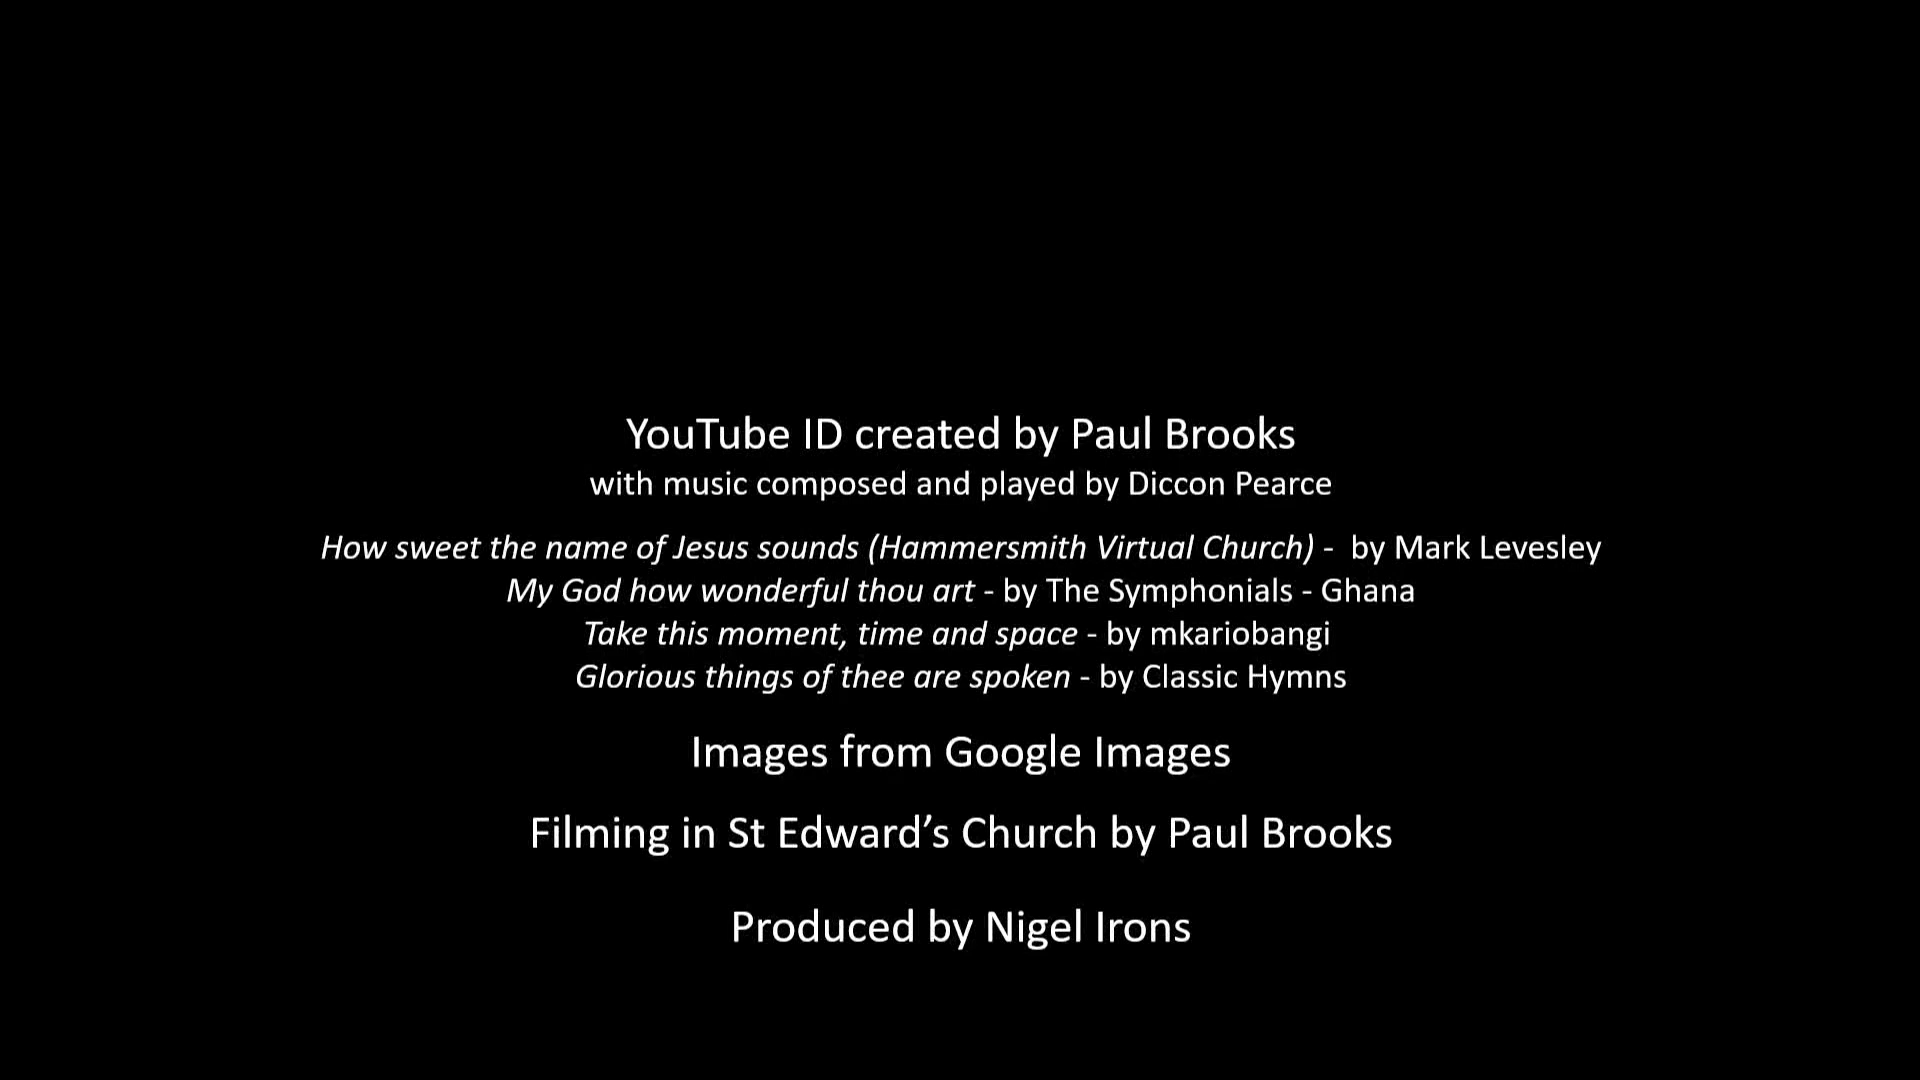 YouTube ID created by Paul Brooks
with music composed and played by Diccon Pearce
How sweet the name of Jesus sounds (Hammersmith Virtual Church) -  by Mark Levesley
My God how wonderful thou art - by The Symphonials - Ghana
Take this moment, time and space - by mkariobangi
Glorious things of thee are spoken - by Classic Hymns
Images from Google Images
Filming in St Edward’s Church by Paul Brooks
Produced by Nigel Irons